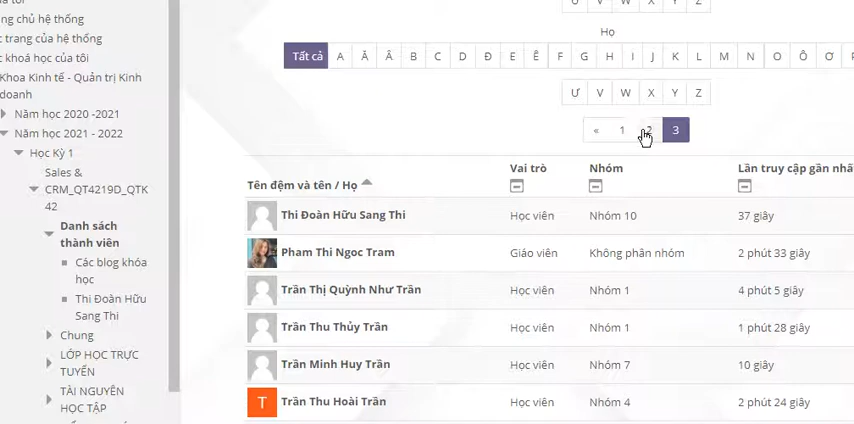 ng chủ hệ thống
c trang của hệ thống
c khoá học của tôi
Khoa Kinh tế - Quản trị Kinh
doanh
Năm học 2020 -2021
Năm học 2021 - 2022
Học Kỳ 1
Sales &
CRM_QT4219D_QTK
42
Danh sách
thành viên
Các blog khóa
học
Thi Đoàn Hữu
Sang Thi
Chung
LỚP HỌC TRỰC
TUYẾN
TÀI NGUYÊN
HỌC TẬP
Ư V W X Y Z
Họ
Tất cả A Ă Â B C D Đ E Ê F G H I J K L M N O Ô Ơ P
Ư V W X Y Z
« 1 2 3
Tên đệm và tên / Họ Vai trò Nhóm Lần truy cập gần nhấ
Thi Đoàn Hữu Sang Thi Học viên Nhóm 10 37 giây
Pham Thi Ngoc Tram Giáo viên Không phân nhóm 2 phút 33 giây
Trần Thị Quỳnh Như Trần Học viên Nhóm 1 4 phút 5 giây
Trần Thu Thủy Trần Học viên Nhóm 1 1 phút 28 giây
Trần Minh Huy Trần Học viên Nhóm 7 10 giây
T Trần Thu Hoài Trần Học viên Nhóm 4 2 phút 24 giây